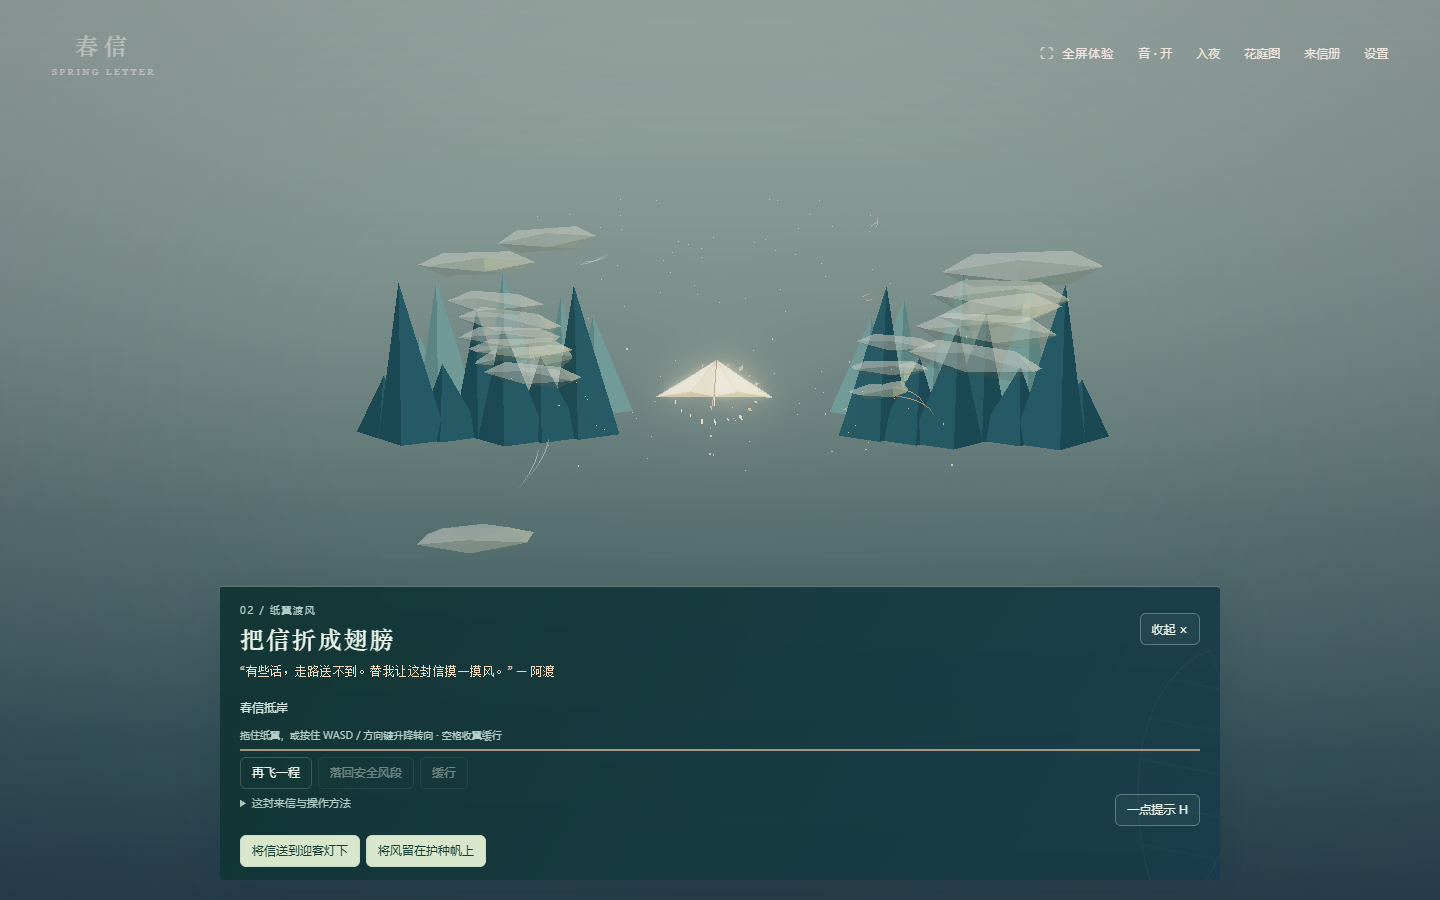 春信
SPRING LETTER
全屏体验 音·开 入夜 花庭图 来信册 设置
02 / 纸翼渡风
把信折成翅膀
收起 ×
“有些话，走路送不到。替我让这封信摸一摸风。” — 阿渡
春信抵岸
拖住纸翼，或按住 WASD / 方向键升降转向 · 空格收翼缓行
再飞一程 落回安全风段 缓行
▶ 这封来信与操作方法
一点提示 H
将信送到迎客灯下 将风留在护种帆上